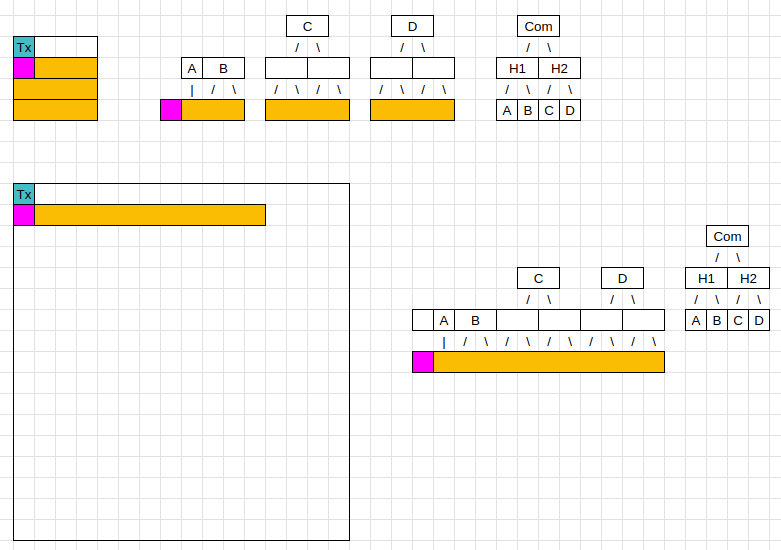 C D Com
Tx / \ / \ / \
A B H1 H2
| / \ / \ / \ / \ / \ / \ / \
A B C D
Tx
Com
/ \
C D H1 H2
/ \ / \ / \ / \
A B A B C D
| / \ / \ / \ / \ / \